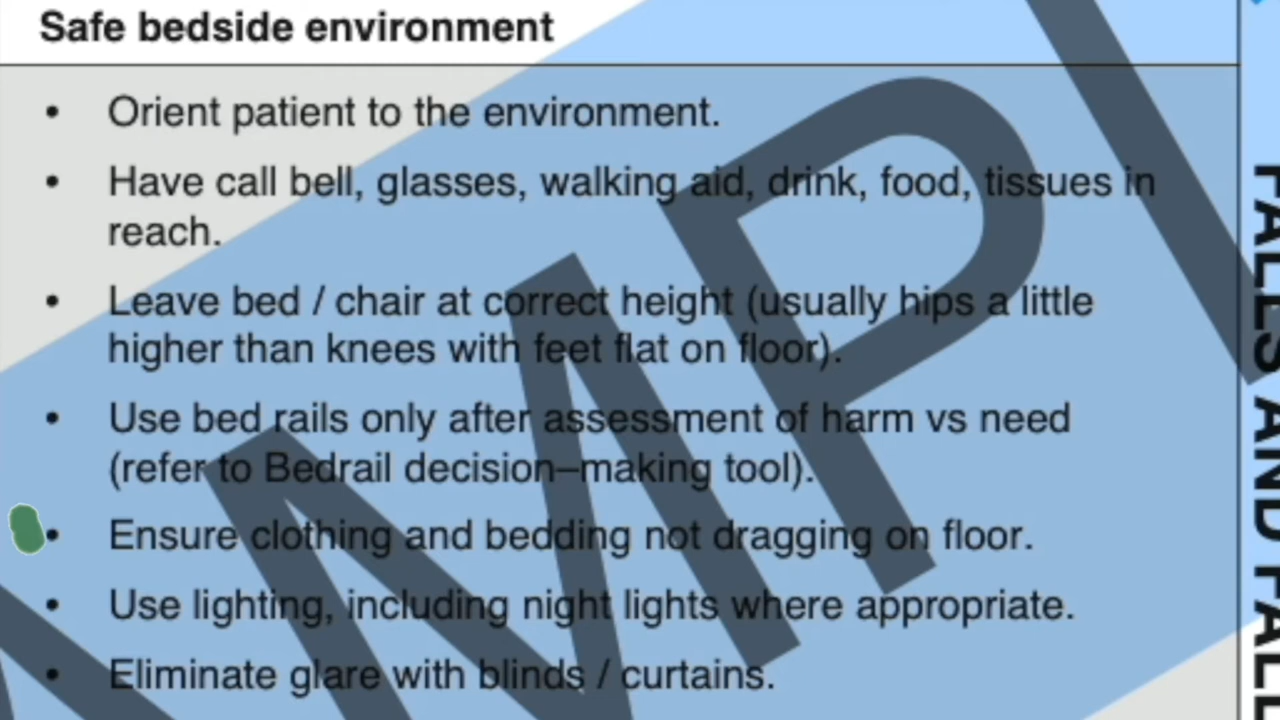 Safe bedside environment
• Orient patient to the environment.
• Have call bell, glasses, walking aid, drink, food, tissues in
reach.
• Leave bed / chair at correct height (usually hips a little
higher than knees with feet flat on floor).
• Use bed rails only after assessment of harm vs need
(refer to Bedrail decision–making tool).
• Ensure clothing and bedding not dragging on floor.
• Use lighting, including night lights where appropriate.
• Eliminate glare with blinds / curtains.
FALLS AND FALL